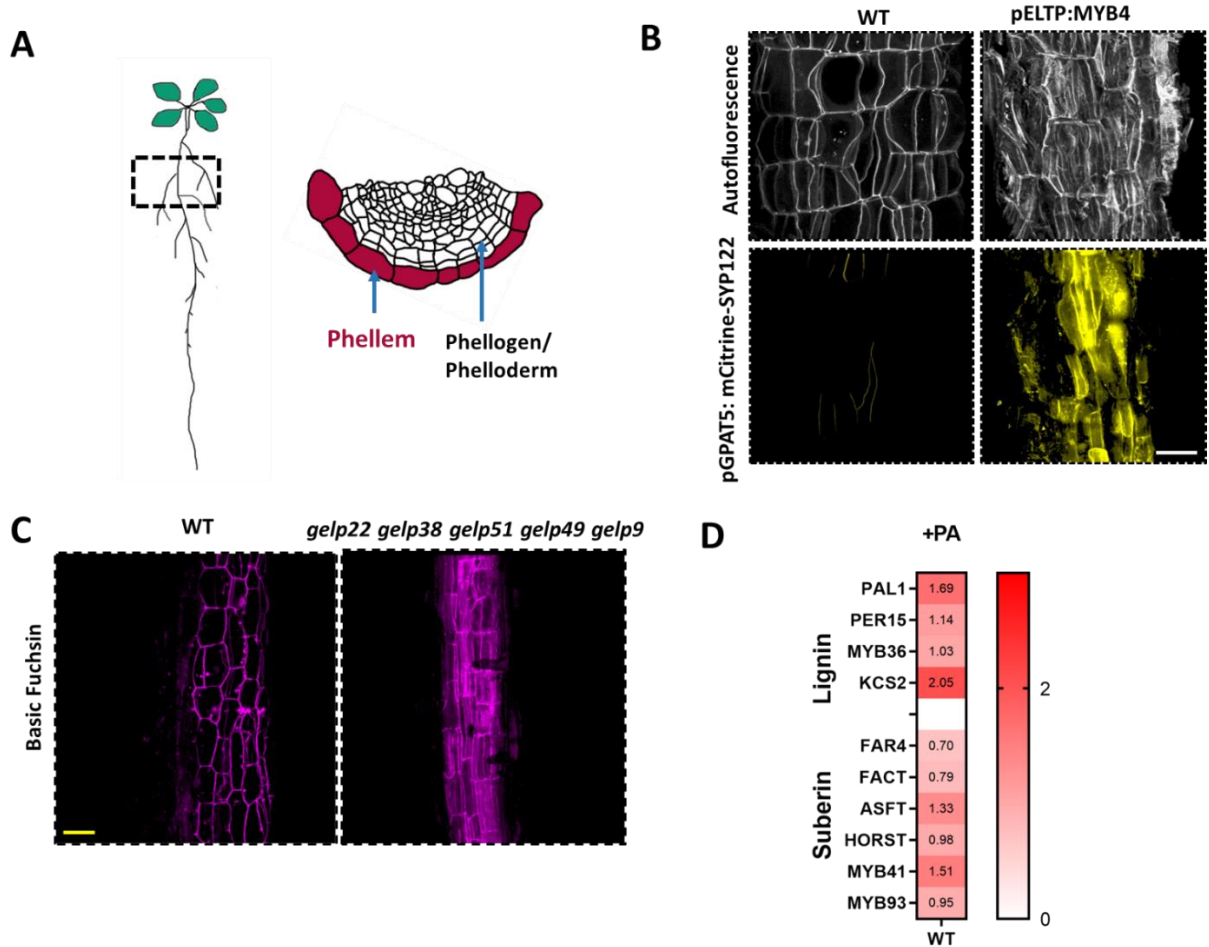 A
Phellem
Phellogen/
Phelloderm
B
WT
pELTP:MYB4
Autofluorescence
pGPAT5: mCitrine-SYP122
C
WT
gelp22 gelp38 gelp51 gelp49 gelp9
Basic Fuchsin
D
+PA
Lignin
PAL1 1.69
PER15 1.14
MYB36 1.03
KCS2 2.05
Suberin
FAR4 0.70
FACT 0.79
ASFT 1.33
HORST 0.98
MYB41 1.51
MYB93 0.95
WT
2
0